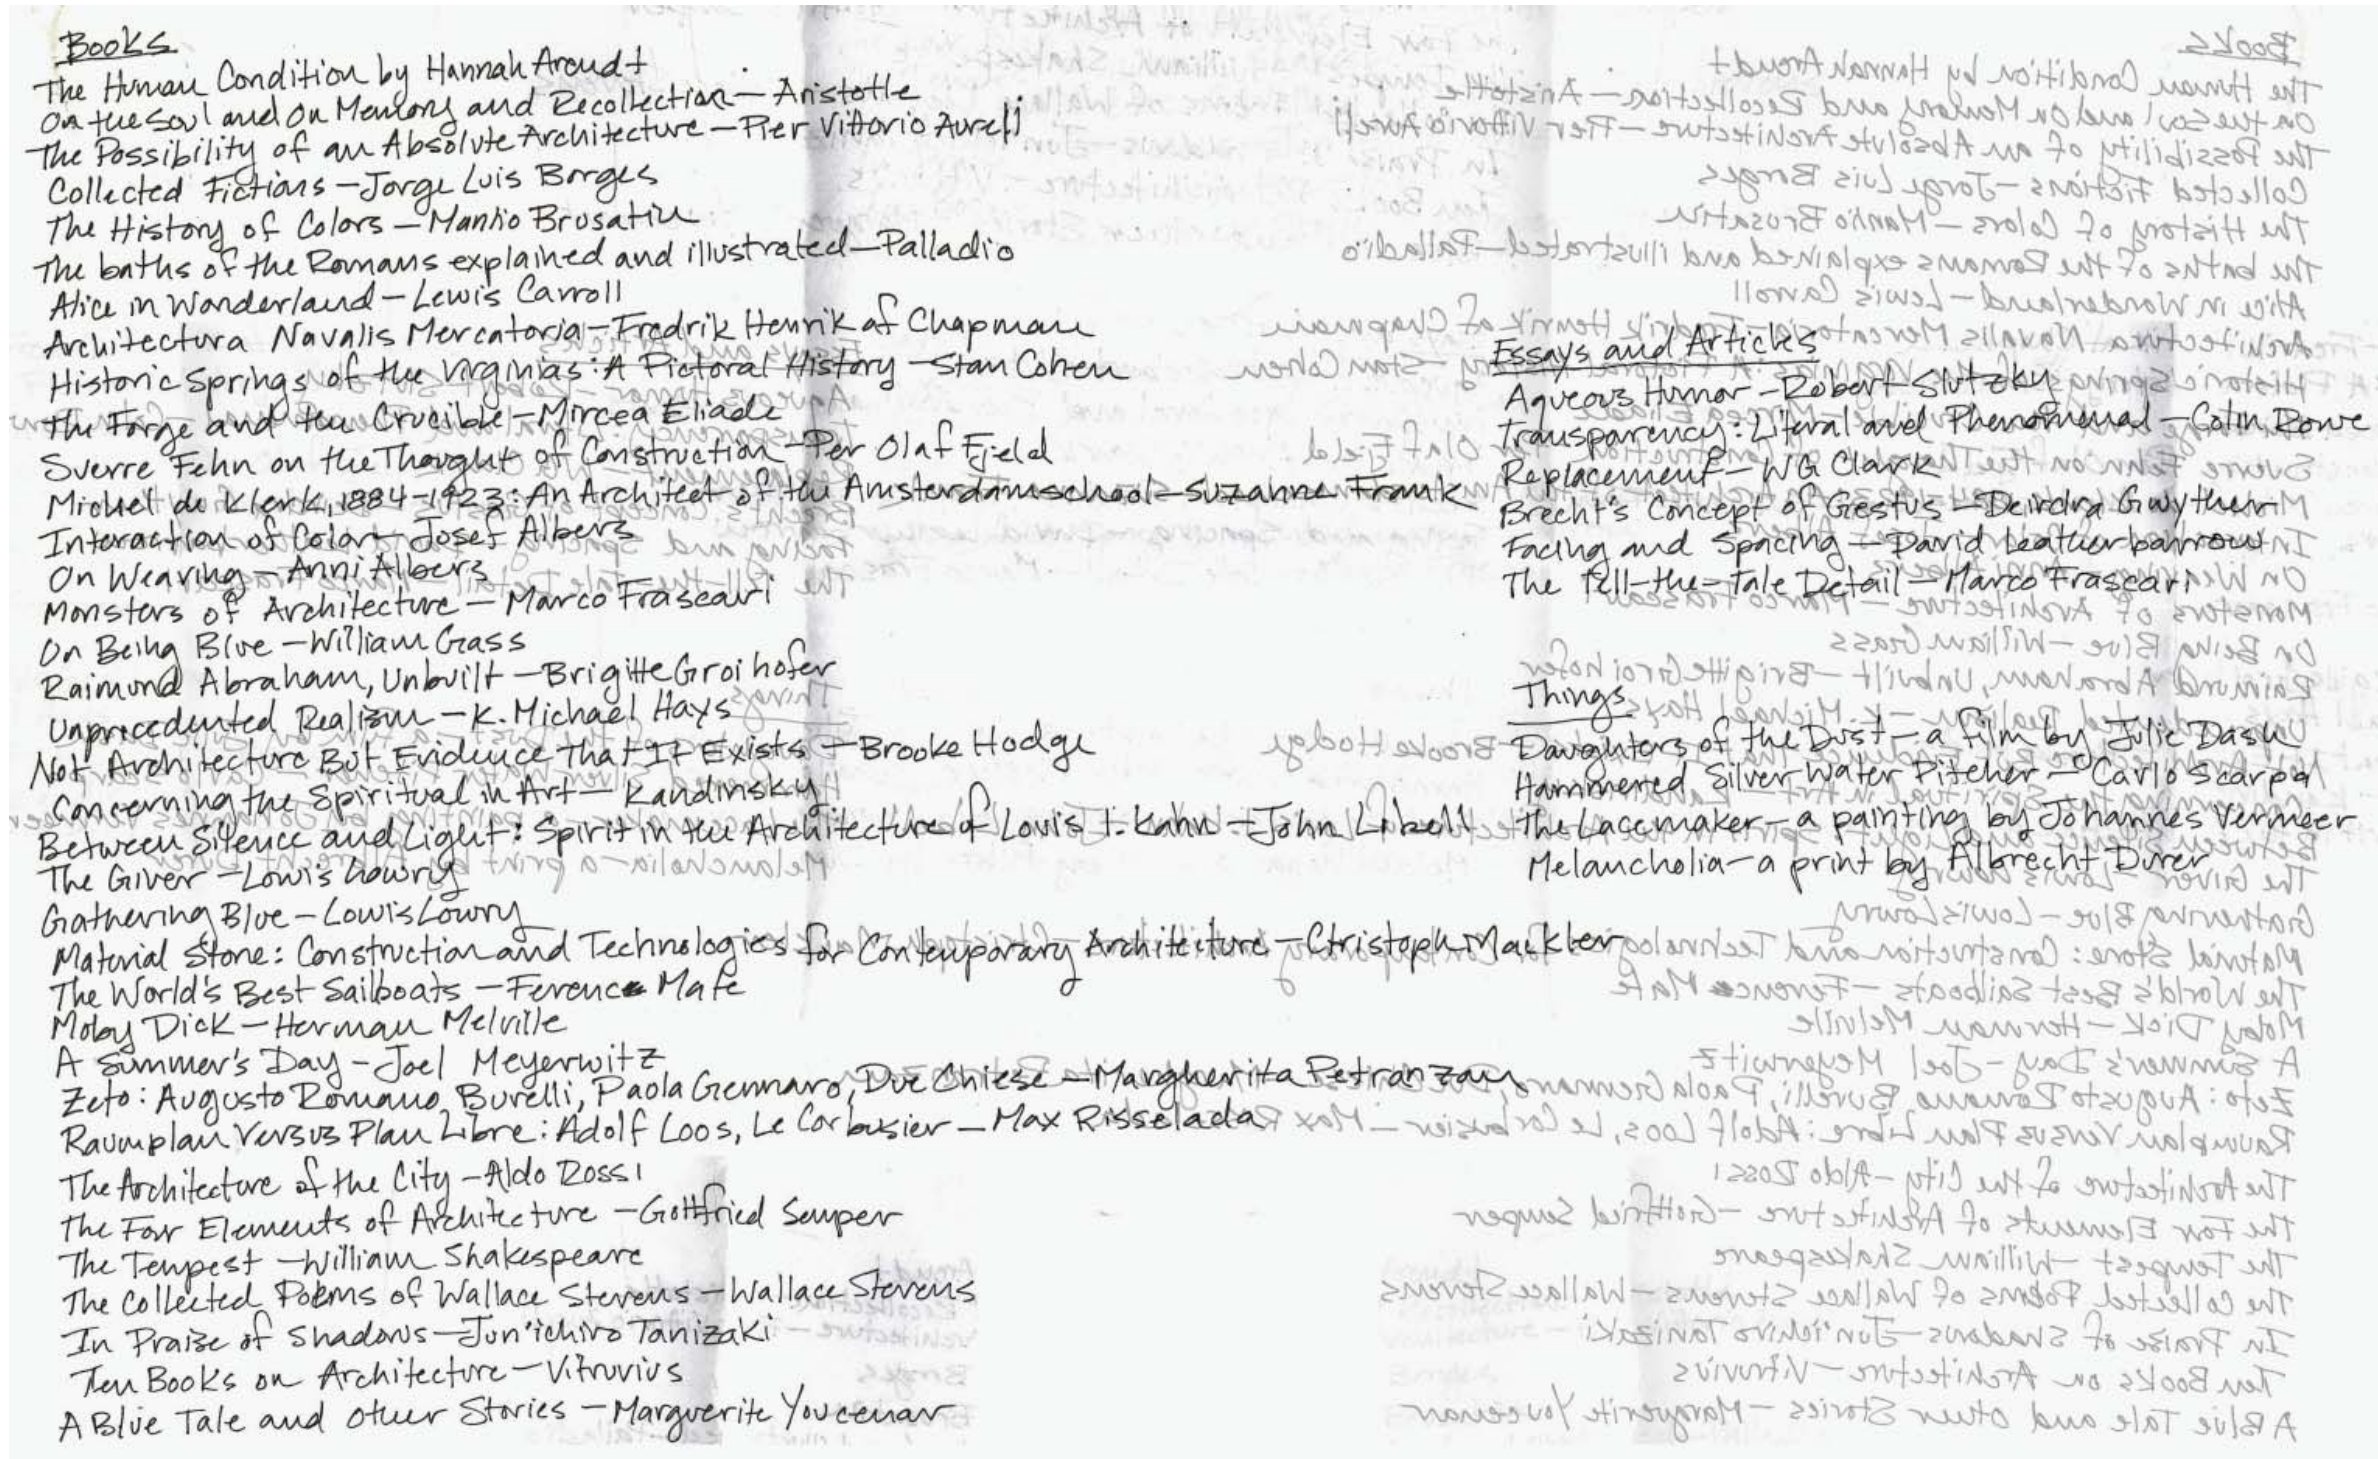 Books
The Human Condition by Hannah Arendt
On the Soul and On Memory and Recollection — Aristotle
The Possibility of an Absolute Architecture — Pier Vittorio Aureli
Collected Fictions — Jorge Luis Borges
The History of Colors — Manlio Brusatin
The baths of the Romans explained and illustrated — Palladio
Alice in Wonderland — Lewis Carroll
Architectura Navalis Mercatoria — Fredrik Henrik af Chapman
Historic Springs of the Virginias: A Pictoral History — Stan Cohen
The Forge and the Crucible — Mircea Eliade
Sverre Fehn on the Thought of Construction — Per Olaf Fjeld
Michel de Klerk, 1884-1923: An Architect of the Amsterdamschool — Suzanne Frank
Interaction of Color — Josef Albers
On Weaving — Anni Albers
Monsters of Architecture — Marco Frascari
On Being Blue — William Gass
Raimund Abraham, Unbuilt — Brigitte Groihofer
Unprecedented Realism — K. Michael Hays
Not Architecture But Evidence That It Exists — Brooke Hodge
Concerning the Spiritual in Art — Kandinsky
Between Silence and Light: Spirit in the Architecture of Louis I. Kahn — John Lobell
The Giver — Lowis Lowry
Gathering Blue — Lowis Lowry
Material Stone: Construction and Technologies for Contemporary Architecture — Christoph Mackler
The World's Best Sailboats — Ferenc Mate
Moby Dick — Herman Melville
A Summer's Day — Joel Meyerwitz
Zeto: Augusto Romano Burelli, Paola Gennaro, Due Chiese — Margherita Petranzan
Raumplan Versus Plan Libre: Adolf Loos, Le Corbusier — Max Risselada
The Architecture of the City — Aldo Rossi
The Four Elements of Architecture — Gottfried Semper
The Tempest — William Shakespeare
The Collected Poems of Wallace Stevens — Wallace Stevens
In Praise of Shadows — Jun'ichiro Tanizaki
Ten Books on Architecture — Vitruvius
A Blue Tale and Other Stories — Marguerite Youcenar
Essays and Articles
Aqueous Humor — Robert Slutzky
Transparency: Literal and Phenomenal — Colin Rowe
Replacement — WG Clark
Brecht's Concept of Gestus — Deirdra Gwyther
Facing and Spacing — David Leatherbarrow
The Tell-the-Tale Detail — Marco Frascari
Things
Daughters of the Dust — a film by Julie Dash
Hammered Silver Water Pitcher — Carlo Scarpa
The Lacemaker — a painting by Johannes Vermeer
Melancholia — a print by Albrecht Durer